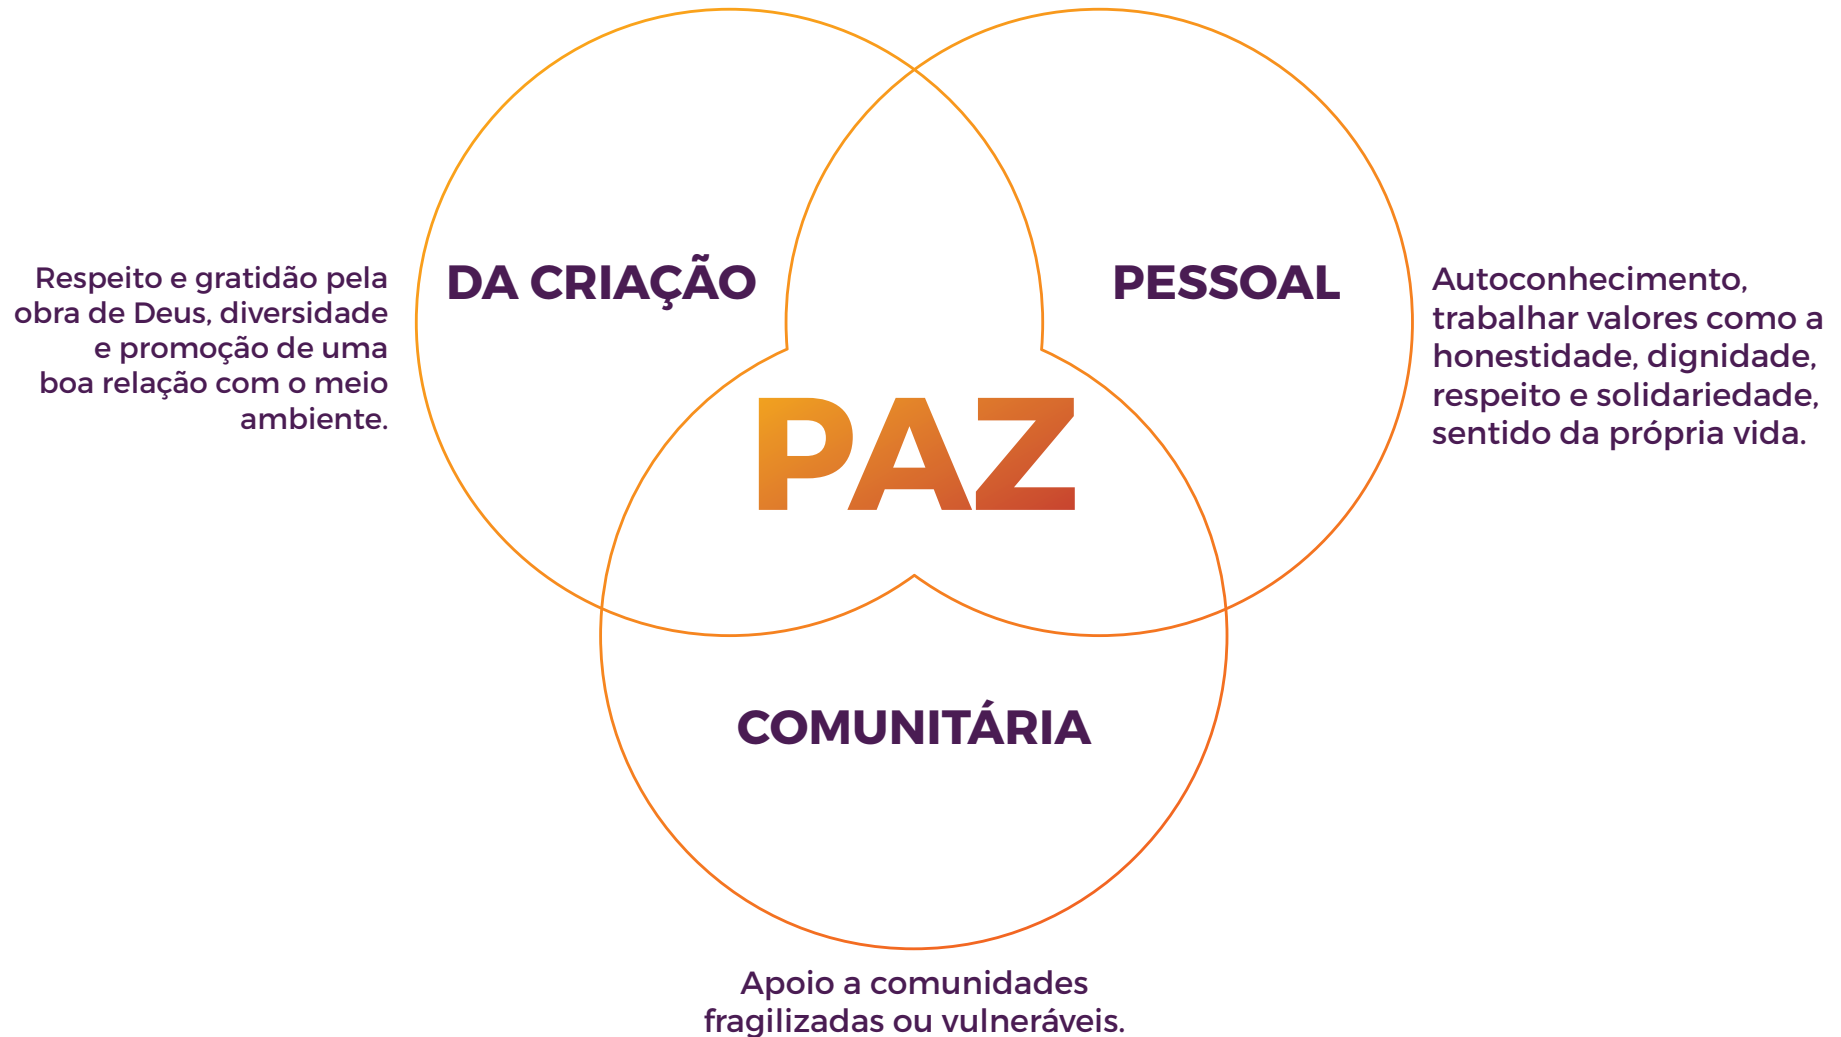 Respeito e gratidão pela
obra de Deus, diversidade
e promoção de uma
boa relação com o meio
ambiente.
DA CRIAÇÃO
PESSOAL
Autoconhecimento,
trabalhar valores como a
honestidade, dignidade,
respeito e solidariedade,
sentido da própria vida.
PAZ
COMUNITÁRIA
Apoio a comunidades
fragilizadas ou vulneráveis.